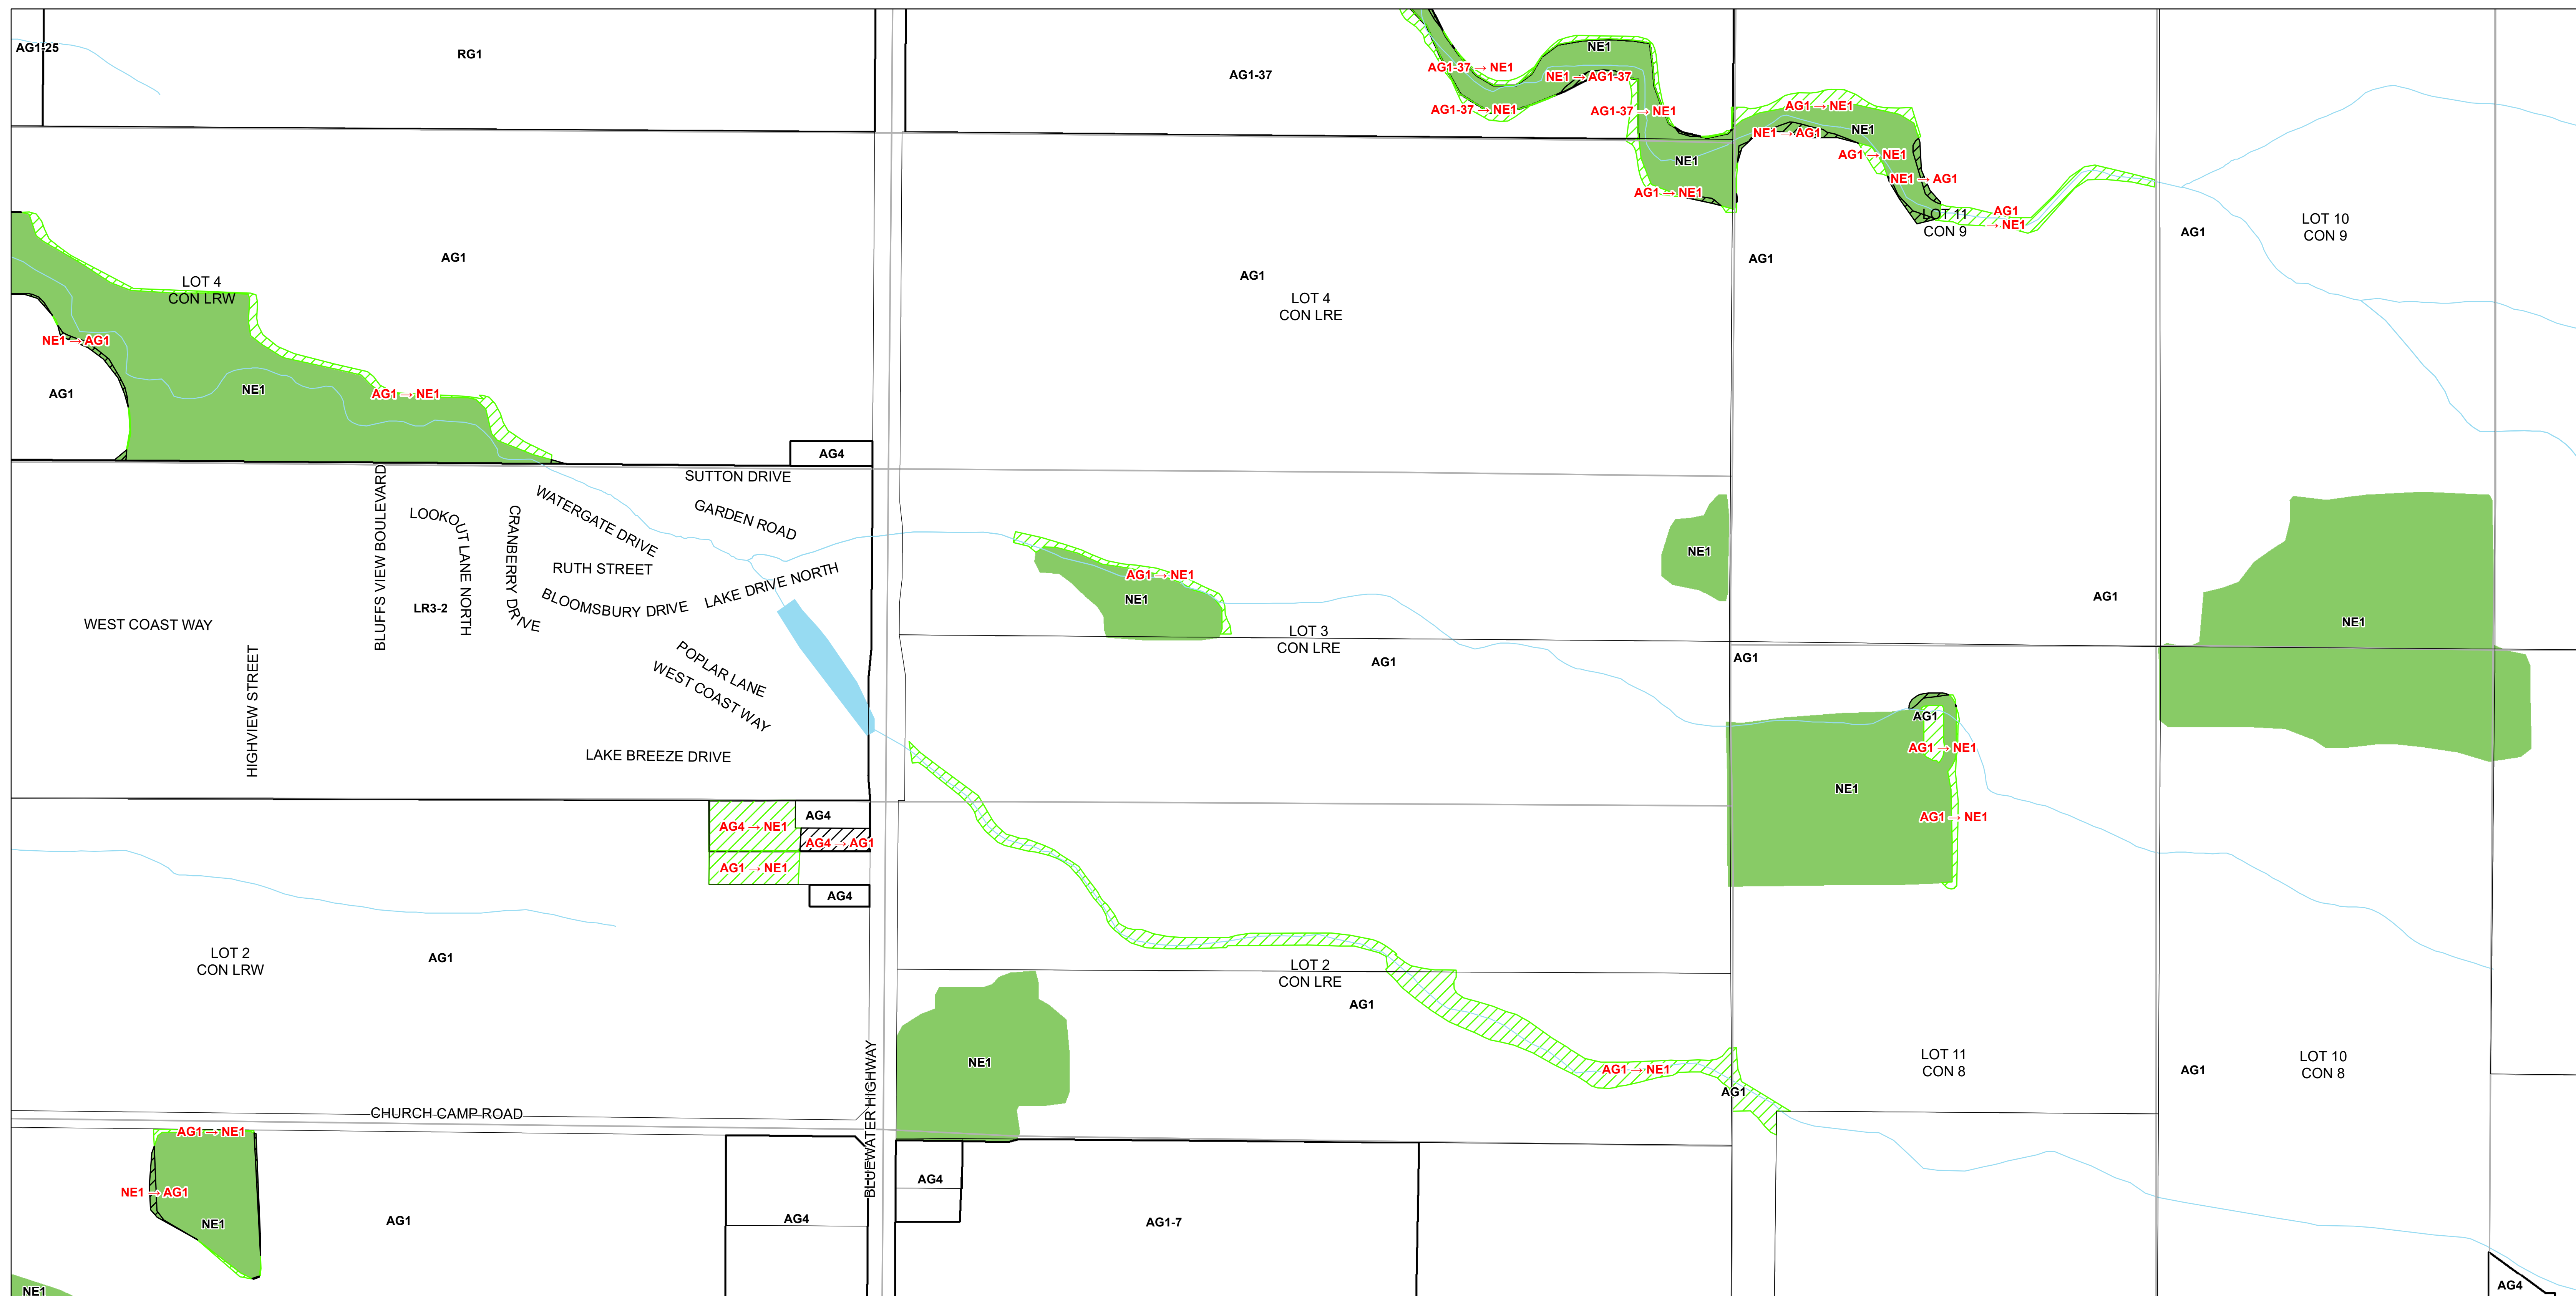 AG1-25
RG1
AG1-37
NE1
AG1-37 → NE1
NE1 → AG1-37
AG1-37 → NE1
AG1-37 → NE1
AG1 → NE1
NE1
NE1 → AG1
AG1 → NE1
NE1
AG1 → NE1
NE1 → AG1
AG1
→ NE1
LOT 11
CON 9
AG1
LOT 10
CON 9
AG1
AG1
AG1
LOT 4
CON LRE
LOT 4
CON LRW
NE1 → AG1
AG1
NE1
AG1 → NE1
AG4
SUTTON DRIVE
BLUFFS VIEW BOULEVARD
LOOKOUT LANE NORTH
CRANBERRY DRIVE
WATERGATE DRIVE
GARDEN ROAD
RUTH STREET
BLOOMSBURY DRIVE
LAKE DRIVE NORTH
LR3-2
WEST COAST WAY
HIGHVIEW STREET
POPLAR LANE
WEST COAST WAY
LAKE BREEZE DRIVE
AG1 → NE1
NE1
LOT 3
CON LRE
AG1
NE1
AG1
NE1
AG1
AG1
AG1 → NE1
NE1
AG1 → NE1
AG4 → NE1
AG4
AG4 → AG1
AG1 → NE1
AG4
LOT 2
CON LRW
AG1
LOT 2
CON LRE
AG1
NE1
AG1 → NE1
AG1
LOT 11
CON 8
AG1
LOT 10
CON 8
BLUEWATER HIGHWAY
CHURCH CAMP ROAD
AG1 → NE1
NE1 → AG1
NE1
AG1
AG4
AG4
AG1-7
NE1
AG4